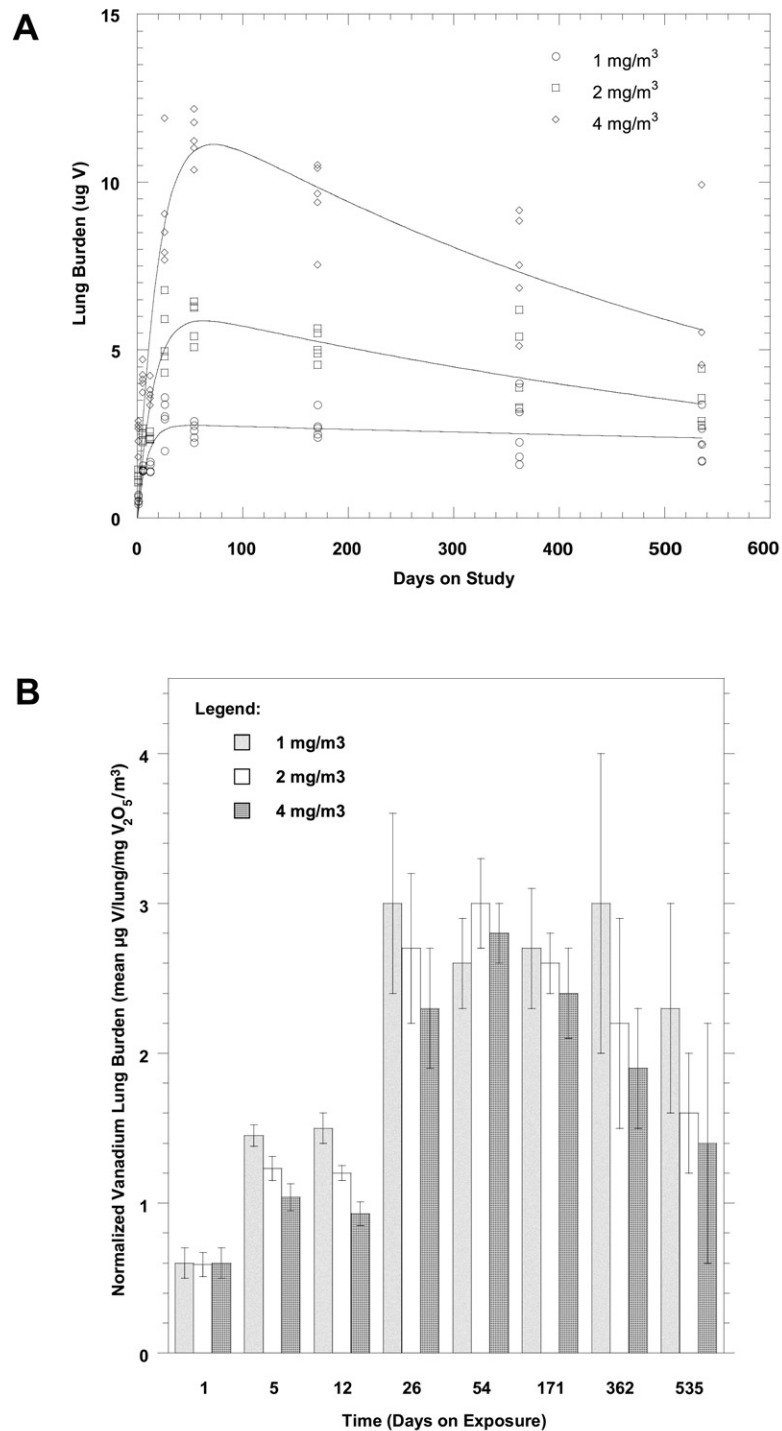 A
15
10
5
0
Lung Burden (ug V)
1 mg/m³
2 mg/m³
4 mg/m³
0 100 200 300 400 500 600
Days on Study
B
Legend:
1 mg/m3
2 mg/m3
4 mg/m3
4
3
2
1
0
Normalized Vanadium Lung Burden (mean µg V/lung/mg V₂O₅/m³)
1 5 12 26 54 171 362 535
Time (Days on Exposure)